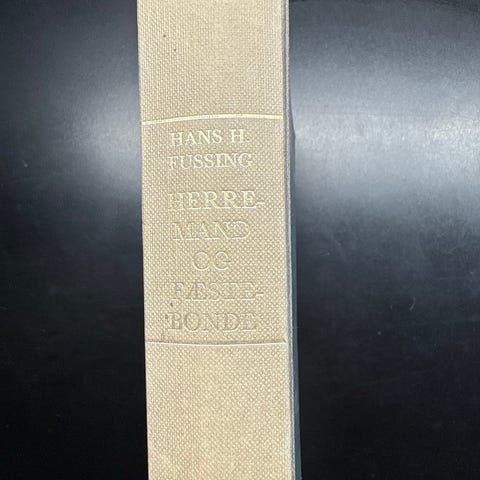 HANS H.
FUSSING
HERRE-
MAND
OG
FÆSTE-
BONDE